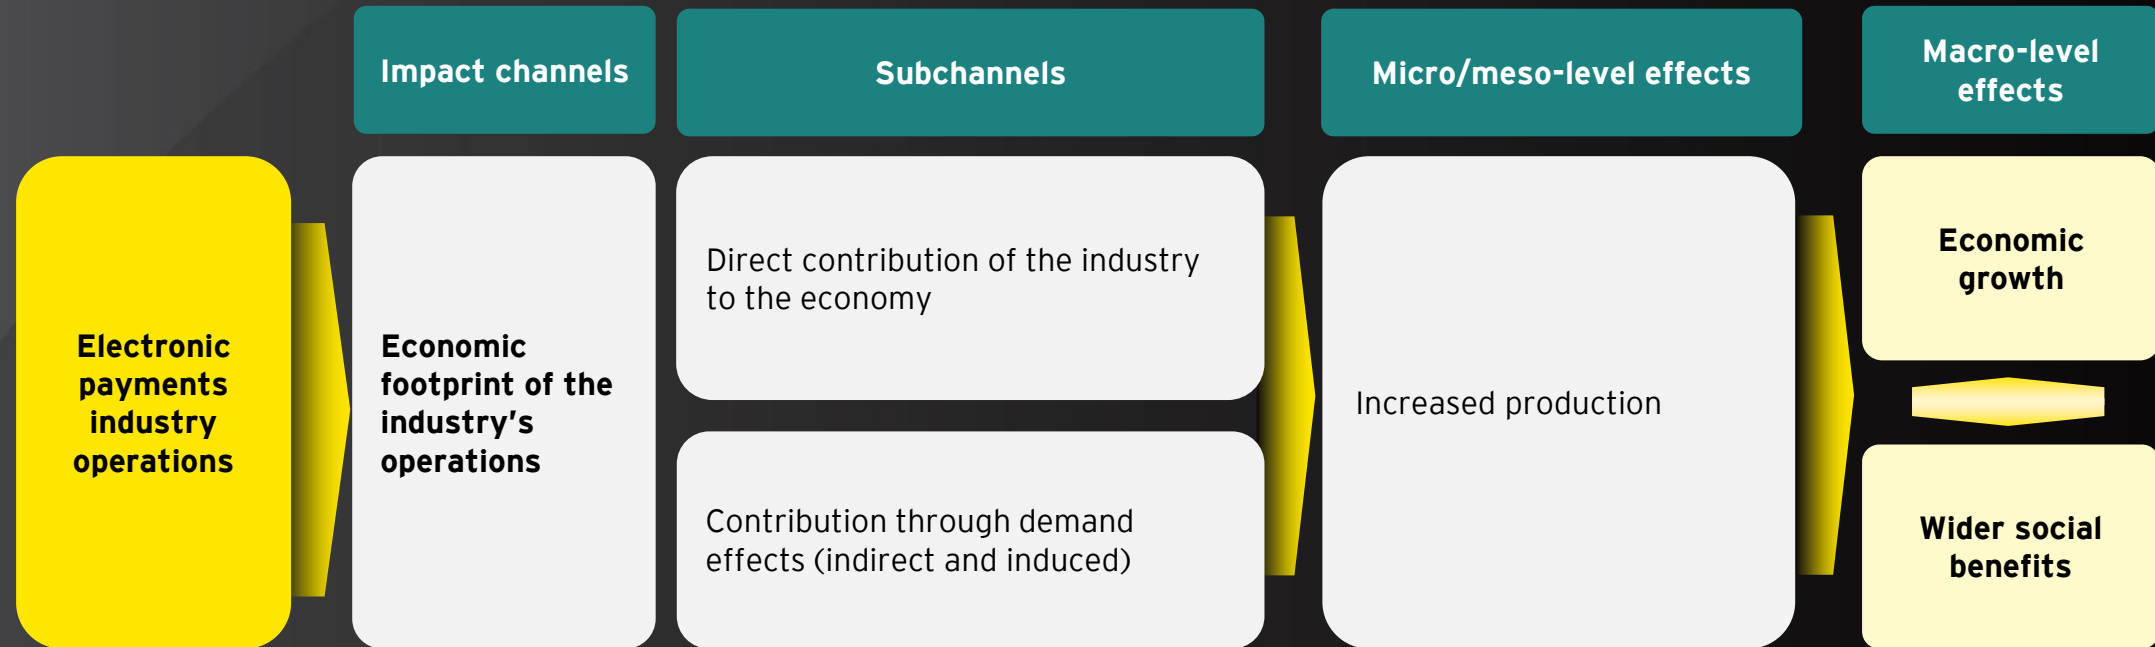 Impact channels
Subchannels
Micro/meso-level effects
Macro-level
effects
Electronic
payments
industry
operations
Economic
footprint of the
industry’s
operations
Direct contribution of the industry
to the economy
Contribution through demand
effects (indirect and induced)
Increased production
Economic
growth
Wider social
benefits